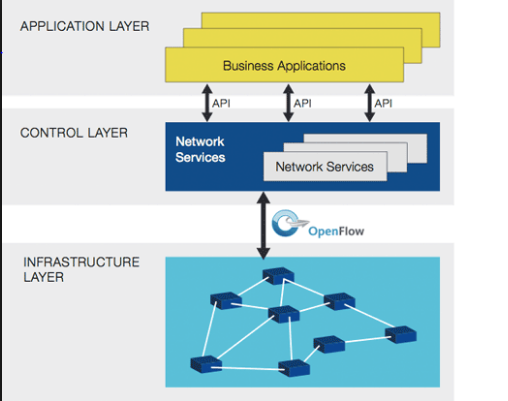 APPLICATION LAYER
Business Applications
API
API
API
CONTROL LAYER
Network
Services
Network Services
OpenFlow
INFRASTRUCTURE
LAYER